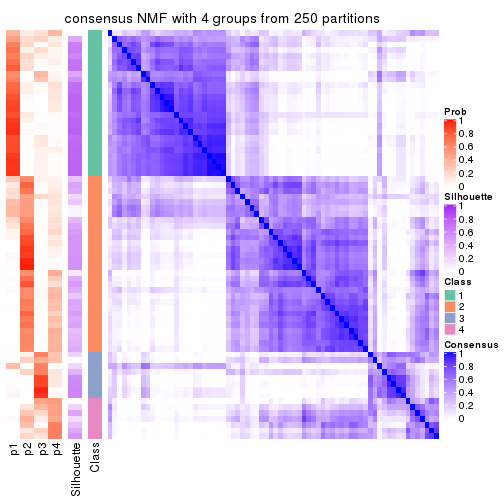 consensus NMF with 4 groups from 250 partitions
Prob
1
0.8
0.6
0.4
0.2
0
Silhouette
1
0.8
0.6
0.4
0.2
0
Class
1
2
3
4
Consensus
1
0.8
0.6
0.4
0.2
0
p1
p2
p3
p4
Silhouette
Class